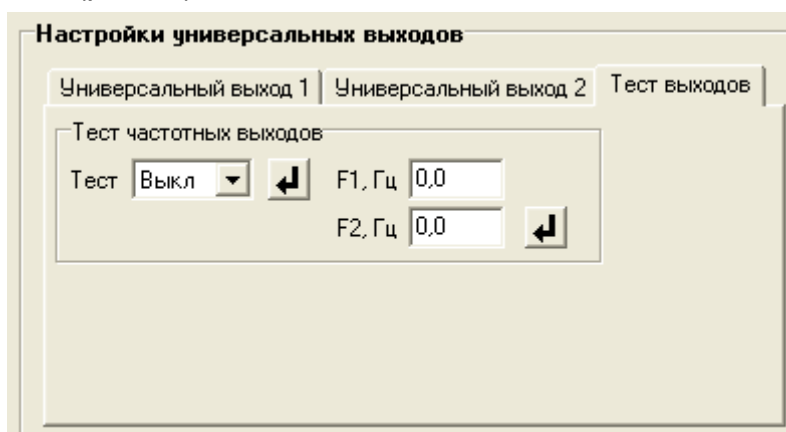 Настройки универсальных выходов
Универсальный выход 1 Универсальный выход 2 Тест выходов
Тест частотных выходов
Тест Выкл F1, Гц 0,0
F2, Гц 0,0